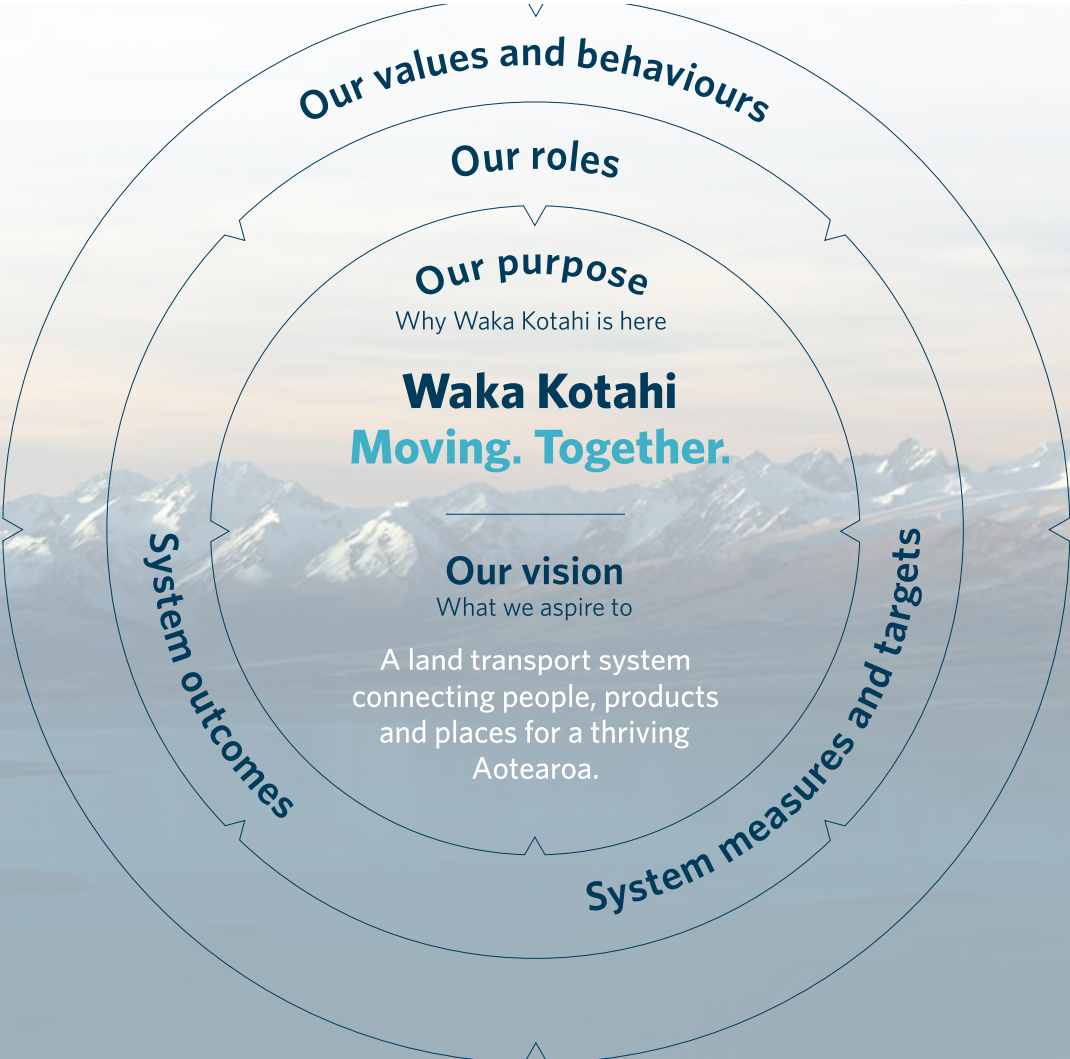 Our values and behaviours
Our roles
Our purpose
Why Waka Kotahi is here
Waka Kotahi
Moving. Together.
Our vision
What we aspire to
A land transport system
connecting people, products
and places for a thriving
Aotearoa.
System outcomes
System measures and targets